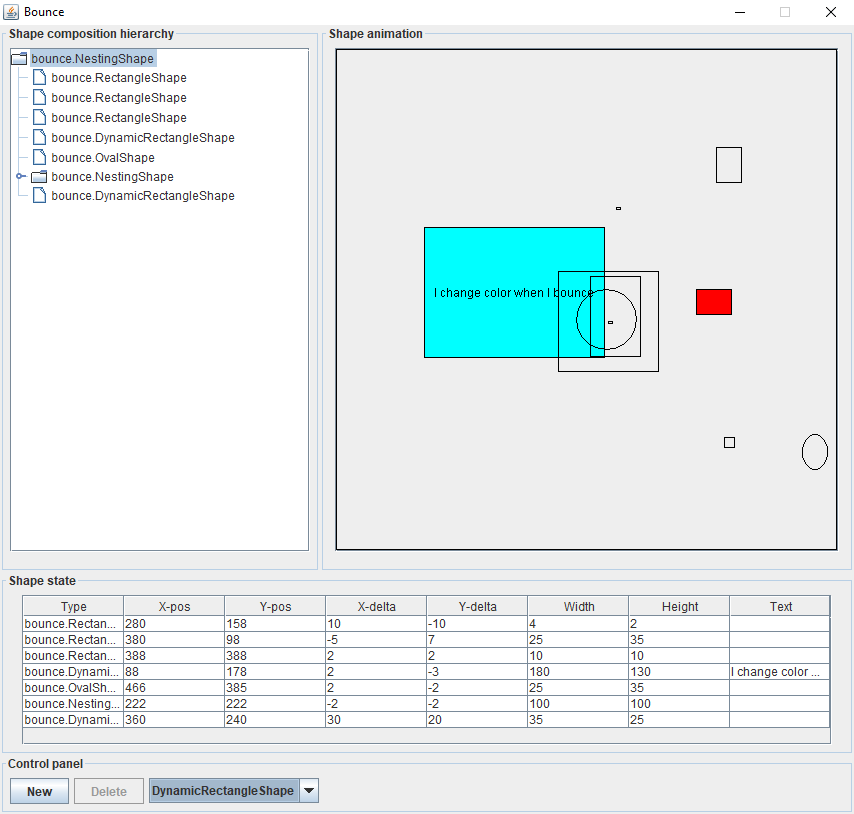 Bounce
Shape composition hierarchy
bounce.NestingShape
bounce.RectangleShape
bounce.RectangleShape
bounce.RectangleShape
bounce.DynamicRectangleShape
bounce.OvalShape
bounce.NestingShape
bounce.DynamicRectangleShape
Shape animation
I change color when I bounce
Shape state
Type X-pos Y-pos X-delta Y-delta Width Height Text
bounce.Rectan... 280 158 10 -10 4 2
bounce.Rectan... 380 98 -5 7 25 35
bounce.Rectan... 388 388 2 2 10 10
bounce.Dynami... 88 178 2 -3 180 130 I change color ...
bounce.OvalSh... 466 385 2 -2 25 35
bounce.Nesting... 222 222 -2 -2 100 100
bounce.Dynami... 360 240 30 20 35 25
Control panel
New Delete DynamicRectangleShape